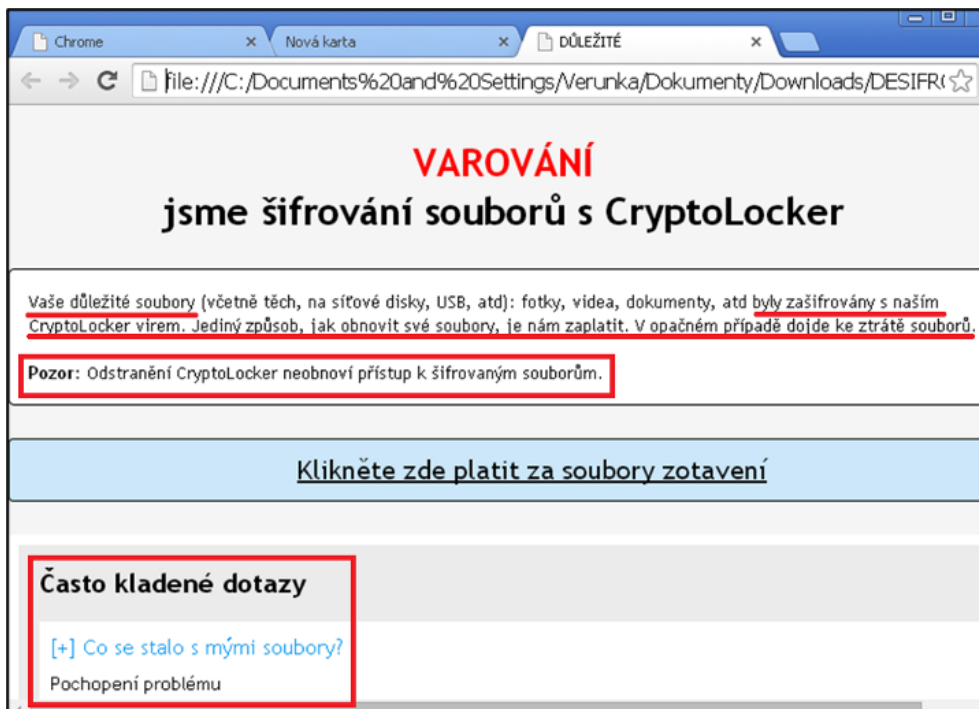 Chrome
Nová karta
DŮLEŽITÉ
file:///C:/Documents%20and%20Settings/Verunka/Dokumenty/Downloads/DESIFR
VAROVÁNÍ
jsme šifrování souborů s CryptoLocker
Vaše důležité soubory (včetně těch, na síťové disky, USB, atd): fotky, videa, dokumenty, atd byly zašifrovány s naším
CryptoLocker virem. Jediný způsob, jak obnovit své soubory, je nám zaplatit. V opačném případě dojde ke ztrátě souborů.
Pozor: Odstranění CryptoLocker neobnoví přístup k šifrovaným souborům.
Klikněte zde platit za soubory zotavení
Často kladené dotazy
[+] Co se stalo s mými soubory?
Pochopení problému